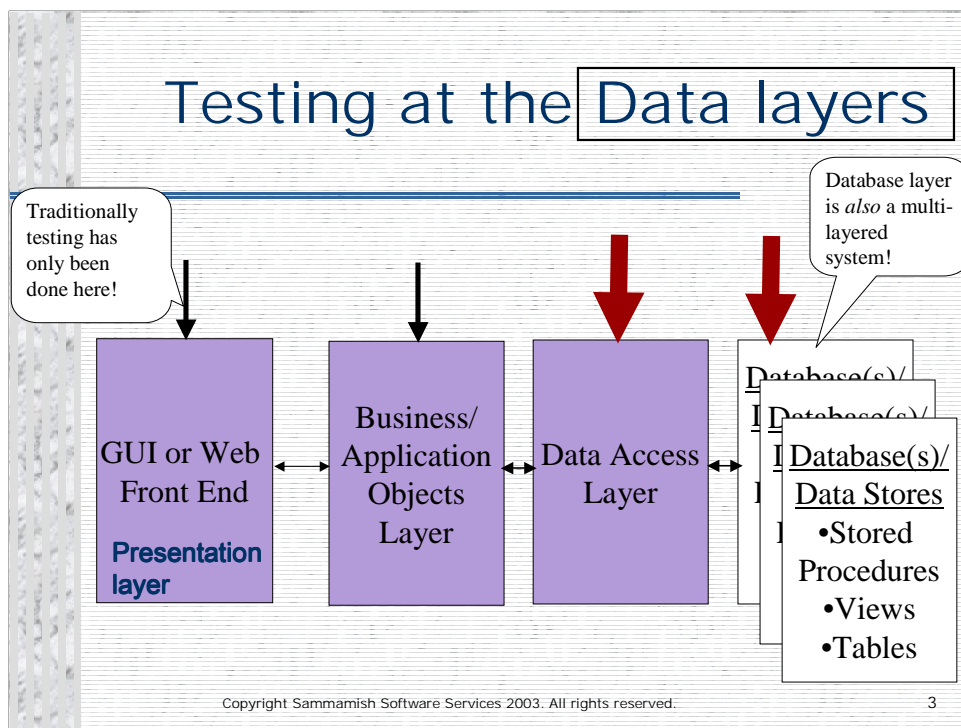 Testing at the Data layers
Traditionally
testing has
only been
done here!
Database layer
is also a multi-
layered
system!
GUI or Web
Front End
Presentation
layer
Business/
Application
Objects
Layer
Data Access
Layer
Database(s)/
Database(s)/
Database(s)/
Data Stores
•Stored
Procedures
•Views
•Tables
Copyright Sammamish Software Services 2003. All rights reserved.
3